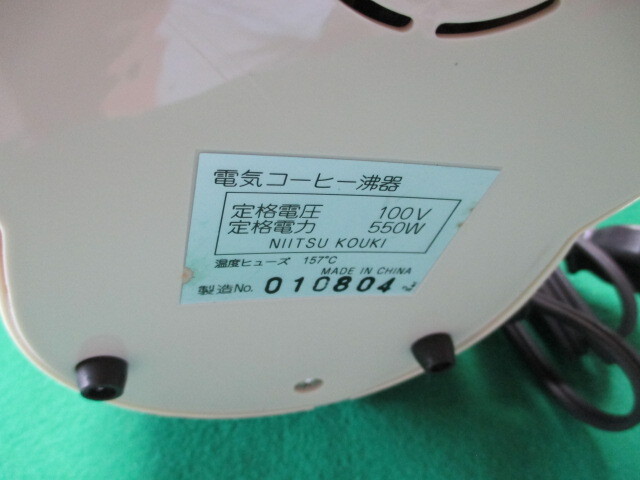 電気コーヒー沸器
定格電圧 100V
定格電力 550W
NIITSU KOUKI
温度ヒューズ 157°C
MADE IN CHINA
製造No. 010804